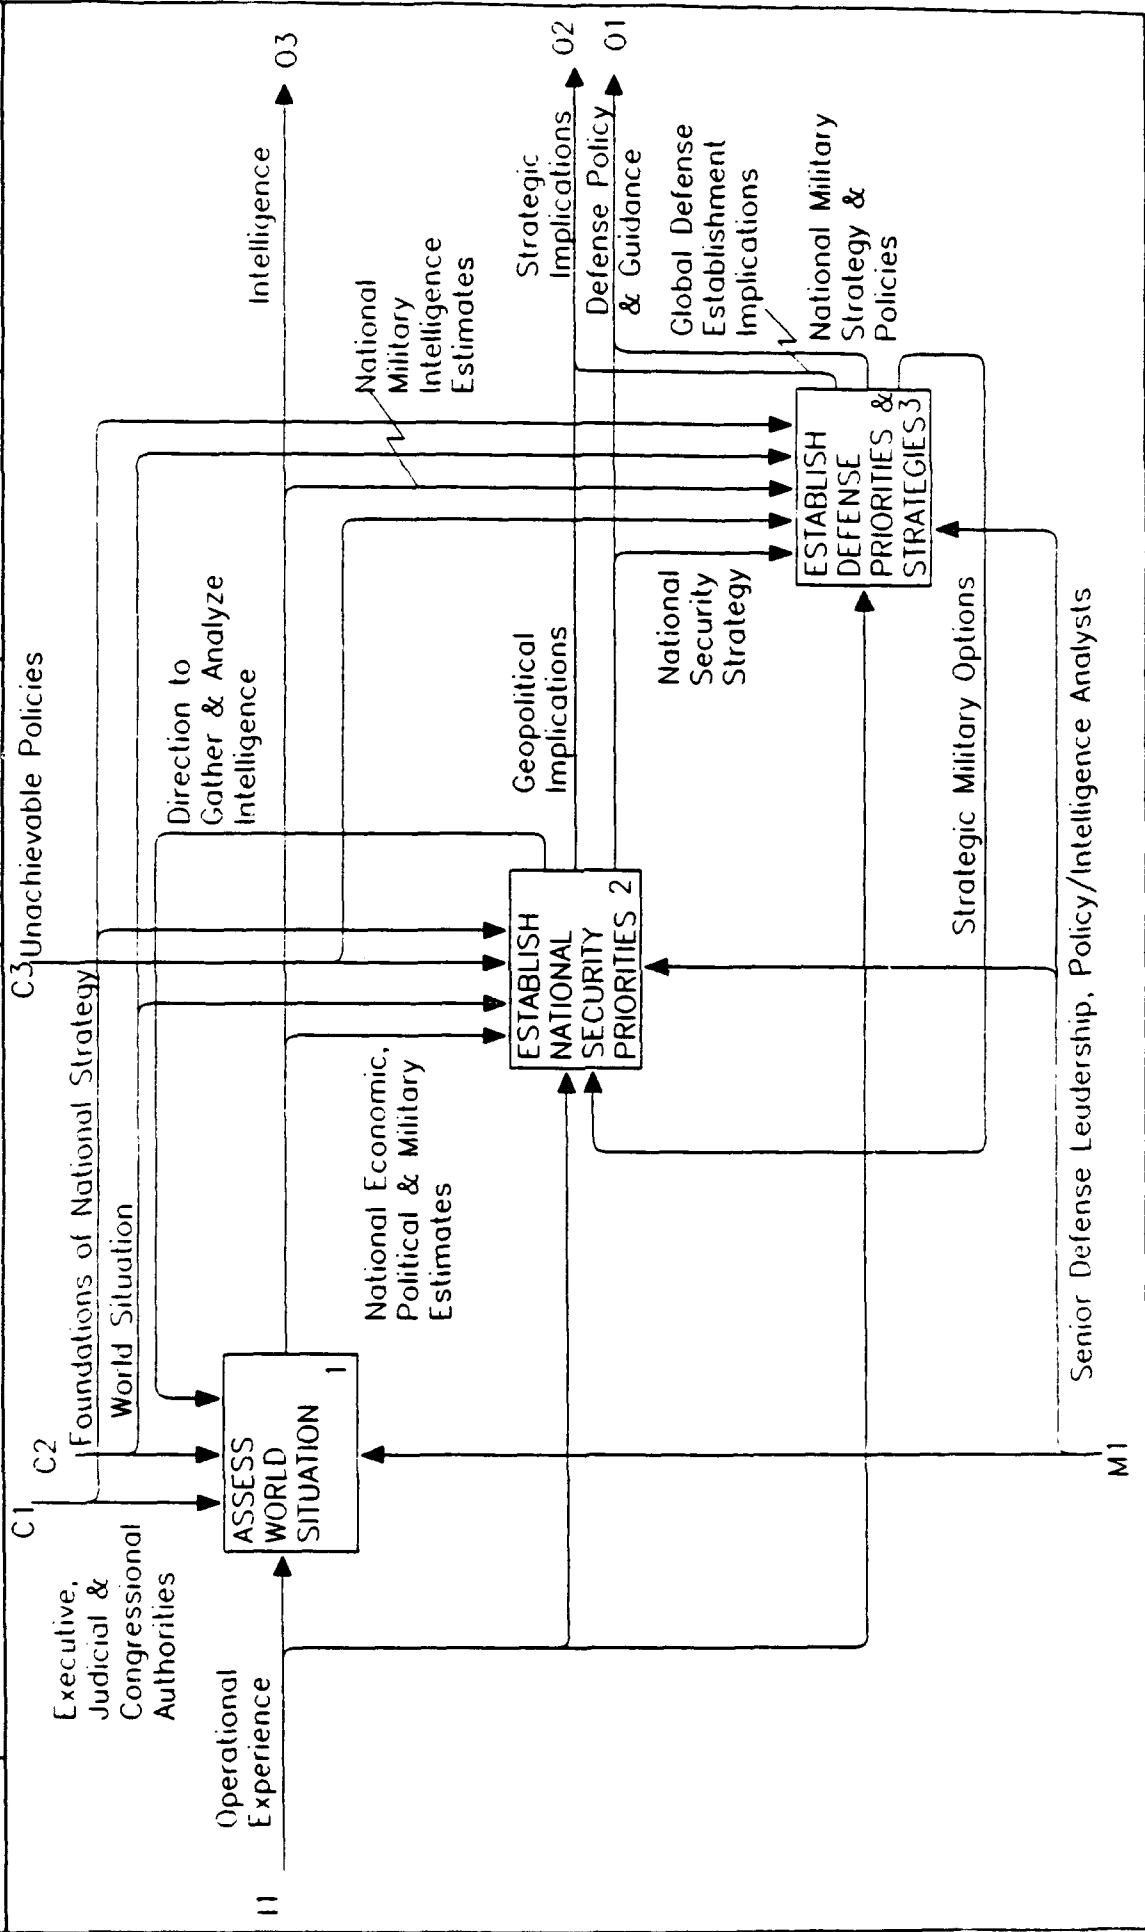 C1
C2
C3
Unachievable Policies
Foundations of National Strategy
World Situation
Executive,
Judicial &
Congressional
Authorities
Direction to
Gather & Analyze
Intelligence
Intelligence
O3
I1
Operational
Experience
ASSESS
WORLD
SITUATION
1
National Economic,
Political & Military
Estimates
National
Military
Intelligence
Estimates
ESTABLISH
NATIONAL
SECURITY
PRIORITIES 2
Geopolitical
Implications
Strategic
Implications
O2
Defense Policy
& Guidance
O1
National
Security
Strategy
Global Defense
Establishment
Implications
National Military
Strategy &
Policies
ESTABLISH
DEFENSE
PRIORITIES &
STRATEGIES 3
Strategic Military Options
Senior Defense Leadership, Policy/Intelligence Analysts
M1